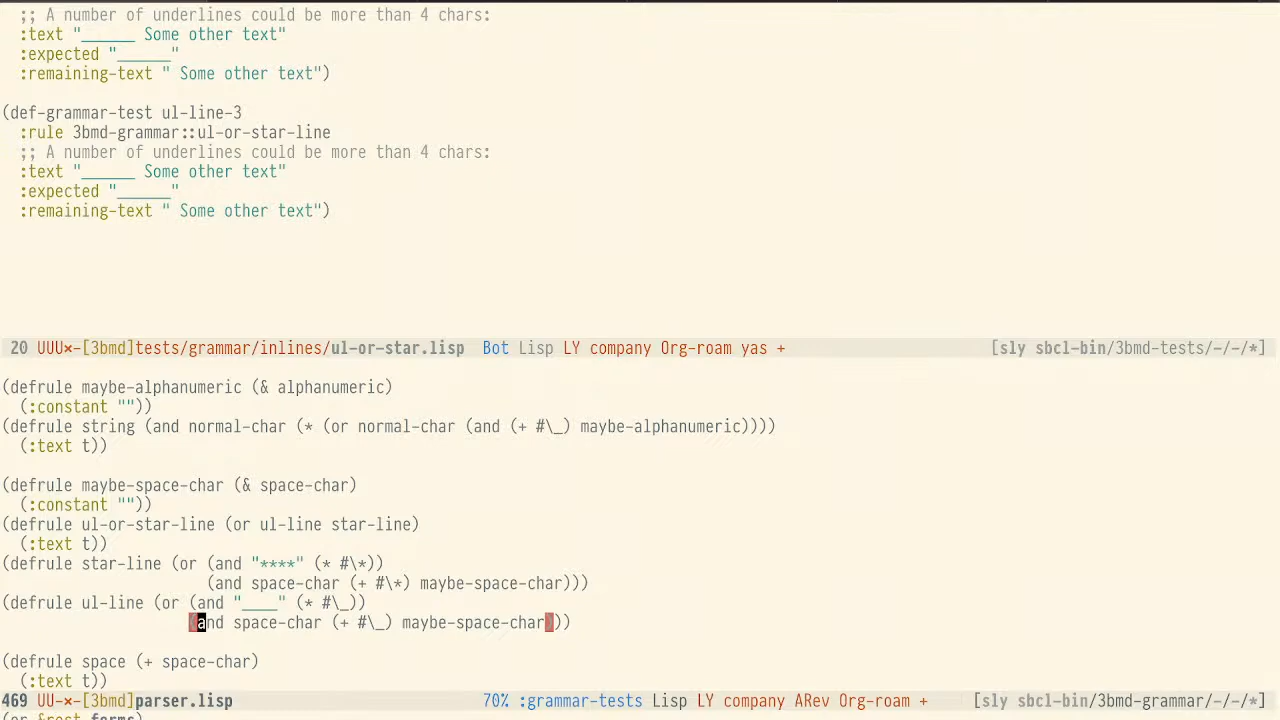 ;; A number of underlines could be more than 4 chars:
  :text "______ Some other text"
  :expected "______"
  :remaining-text " Some other text")

(def-grammar-test ul-line-3
  :rule 3bmd-grammar::ul-or-star-line
  ;; A number of underlines could be more than 4 chars:
  :text "______ Some other text"
  :expected "______"
  :remaining-text " Some other text")

20 UUU×-[3bmd]tests/grammar/inlines/ul-or-star.lisp  Bot Lisp LY company Org-roam yas +  [sly sbcl-bin/3bmd-tests/-/-/*]

(defrule maybe-alphanumeric (& alphanumeric)
  (:constant ""))
(defrule string (and normal-char (* (or normal-char (and (+ #\_) maybe-alphanumeric))))
  (:text t))

(defrule maybe-space-char (& space-char)
  (:constant ""))
(defrule ul-or-star-line (or ul-line star-line)
  (:text t))
(defrule star-line (or (and "****" (* #\*))
                       (and space-char (+ #\*) maybe-space-char)))
(defrule ul-line (or (and "____" (* #\_))
                     (and space-char (+ #\_) maybe-space-char)))

(defrule space (+ space-char)
  (:text t))
469 UU-×-[3bmd]parser.lisp  70% :grammar-tests Lisp LY company ARev Org-roam +  [sly sbcl-bin/3bmd-grammar/-/-/*]
(or &rest forms)